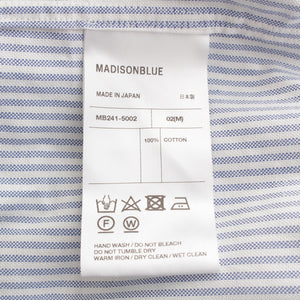 MADISONBLUE
MADE IN JAPAN 日本製
MB241-5002 02(M)
100% COTTON
HAND WASH / DO NOT BLEACH
DO NOT TUMBLE DRY
WARM IRON / DRY CLEAN / WET CLEAN